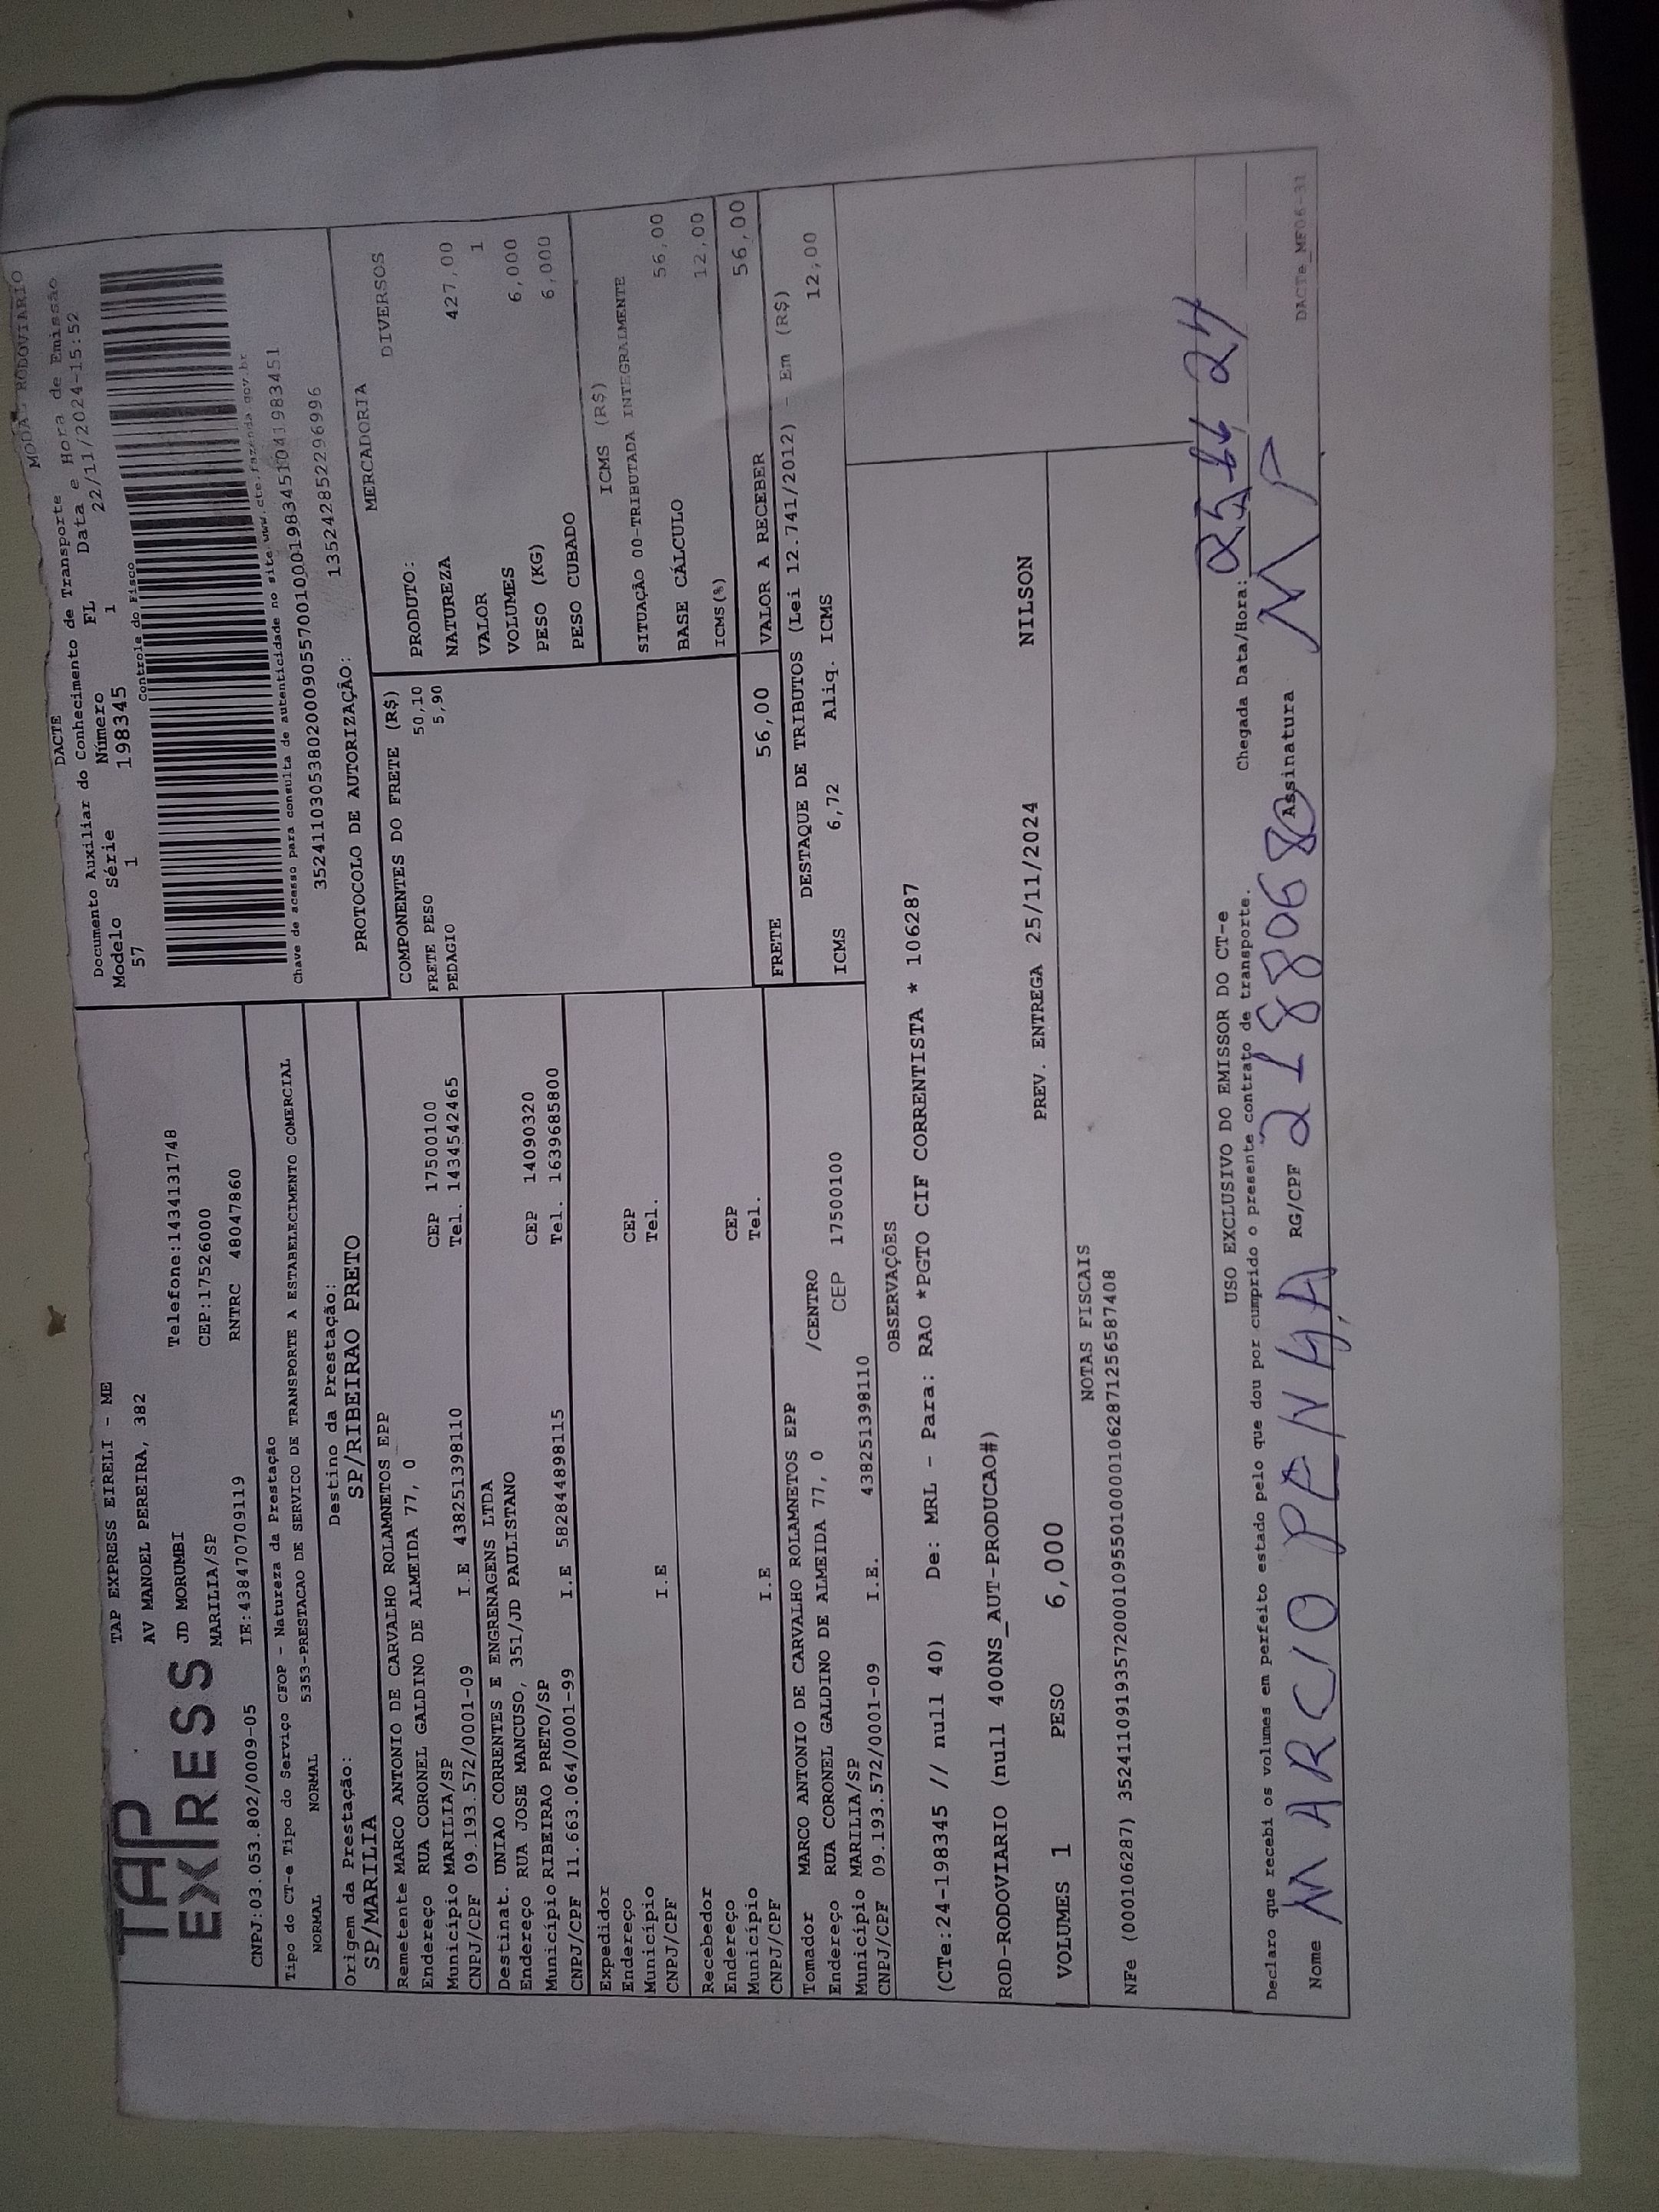 TAP EXPRESS
TAP EXPRESS EIRELI - ME
AV MANOEL PEREIRA, 382
JD MORUMBI Telefone:1434131748
MARILIA/SP CEP:17526000
CNPJ:03.053.802/0009-05 IE:438470709119 RNTRC 48047860
MODAL RODOVIARIO
DACTE
Documento Auxiliar do Conhecimento de Transporte
Modelo Série Número FL Data e Hora de Emissão
57 1 198345 1 22/11/2024-15:52
Controle do Fisco
Chave de acesso para consulta de autenticidade no site www.cte.fazenda.gov.br
35241103053802000905570010001983451041983451
PROTOCOLO DE AUTORIZAÇÃO: 135242852296996
Tipo do CT-e Tipo do Serviço CFOP - Natureza da Prestação
NORMAL NORMAL 5353-PRESTACAO DE SERVICO DE TRANSPORTE A ESTABELECIMENTO COMERCIAL
Origem da Prestação: Destino da Prestação:
SP/MARILIA SP/RIBEIRAO PRETO
Remetente MARCO ANTONIO DE CARVALHO ROLAMNETOS EPP
Endereço RUA CORONEL GALDINO DE ALMEIDA 77, 0 CEP 17500100
Município MARILIA/SP Tel. 1434542465
CNPJ/CPF 09.193.572/0001-09 I.E 438251398110
Destinat. UNIAO CORRENTES E ENGRENAGENS LTDA
Endereço RUA JOSE MANCUSO, 351/JD PAULISTANO CEP 14090320
Município RIBEIRAO PRETO/SP Tel. 1639685800
CNPJ/CPF 11.663.064/0001-99 I.E 582844898115
Expedidor
Endereço CEP
Município Tel.
CNPJ/CPF I.E
Recebedor
Endereço CEP
Município Tel.
CNPJ/CPF I.E
Tomador MARCO ANTONIO DE CARVALHO ROLAMNETOS EPP
Endereço RUA CORONEL GALDINO DE ALMEIDA 77, 0 /CENTRO
Município MARILIA/SP CEP 17500100
CNPJ/CPF 09.193.572/0001-09 I.E. 438251398110
COMPONENTES DO FRETE (R$)
FRETE PESO 50,10
PEDAGIO 5,90
MERCADORIA
PRODUTO: DIVERSOS
NATUREZA
VALOR 427,00
VOLUMES 1
PESO (KG) 6,000
PESO CUBADO 6,000
ICMS (R$)
SITUAÇÃO 00-TRIBUTADA INTEGRALMENTE
BASE CÁLCULO 56,00
ICMS(%) 12,00
FRETE 56,00 VALOR A RECEBER 56,00
DESTAQUE DE TRIBUTOS (Lei 12.741/2012) - Em (R$)
ICMS 6,72 Aliq. ICMS 12,00
OBSERVAÇÕES
(CTe:24-198345 // null 40) De: MRL - Para: RAO *PGTO CIF CORRENTISTA * 106287
ROD-RODOVIARIO (null 400NS_AUT-PRODUCAO#)
PREV. ENTREGA 25/11/2024 NILSON
VOLUMES 1 PESO 6,000
NOTAS FISCAIS
NFe (000106287) 35241109193572000109550100001062871256587408
USO EXCLUSIVO DO EMISSOR DO CT-e
Declaro que recebi os volumes em perfeito estado pelo que dou por cumprido o presente contrato de transporte.
Chegada Data/Hora: 25 11 24
Nome MARCIO PENHA RG/CPF 21880680 Assinatura MP
DACTe_MF06-31